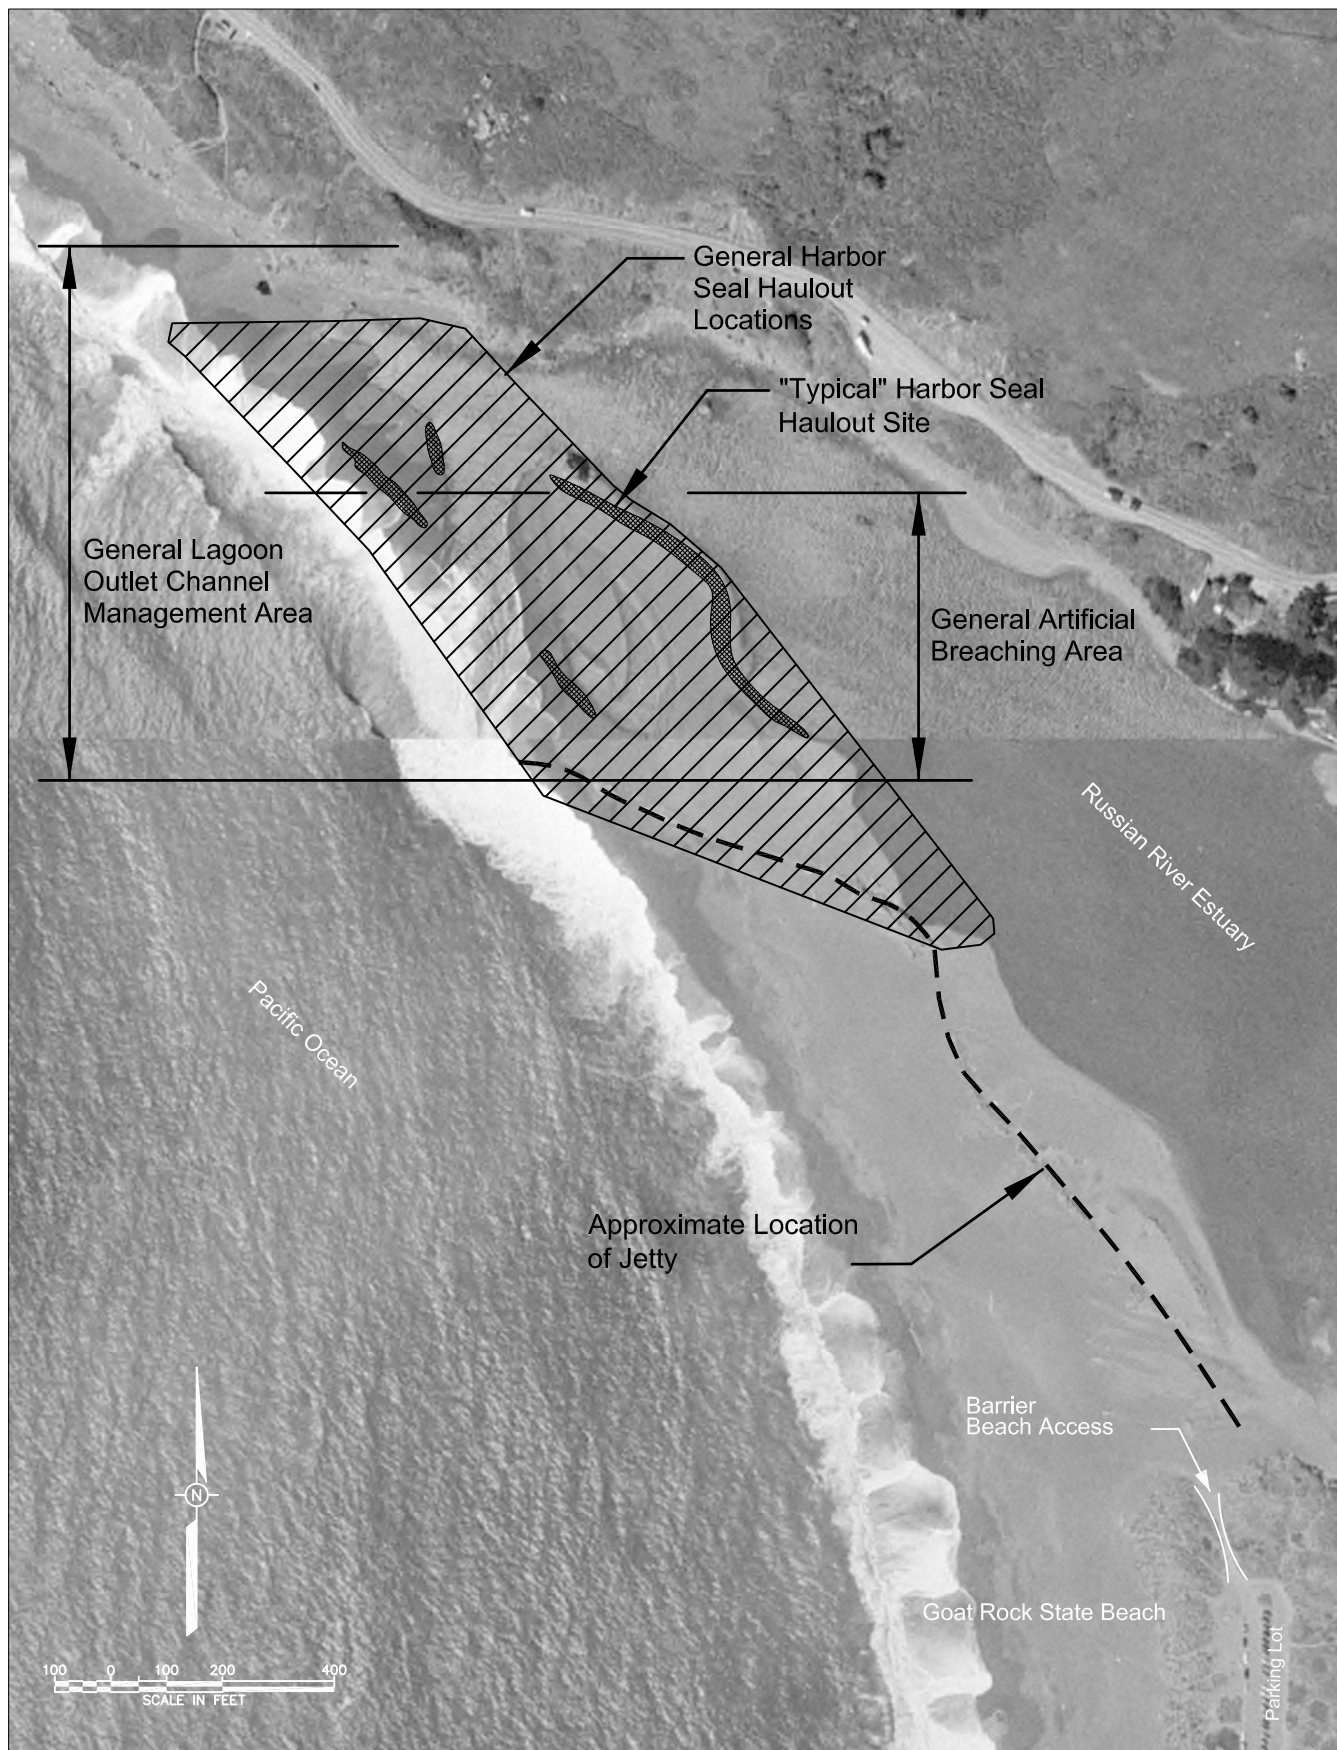 General Harbor
Seal Haulout
Locations
"Typical" Harbor Seal
Haulout Site
General Lagoon
Outlet Channel
Management Area
General Artificial
Breaching Area
Russian River Estuary
Pacific Ocean
Approximate Location
of Jetty
Barrier
Beach Access
N
Goat Rock State Beach
Parking Lot
100 0 100 200 400
SCALE IN FEET